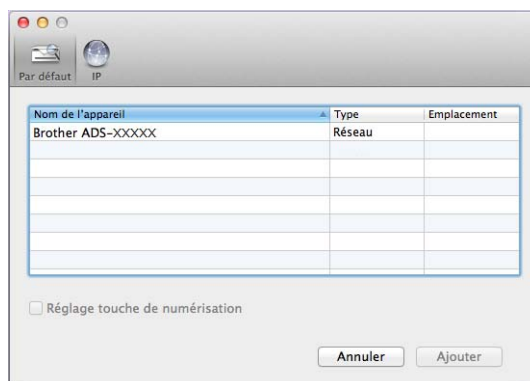 Par défaut IP
Nom de l'appareil Type Emplacement
Brother ADS-XXXXX Réseau
Réglage touche de numérisation
Annuler Ajouter